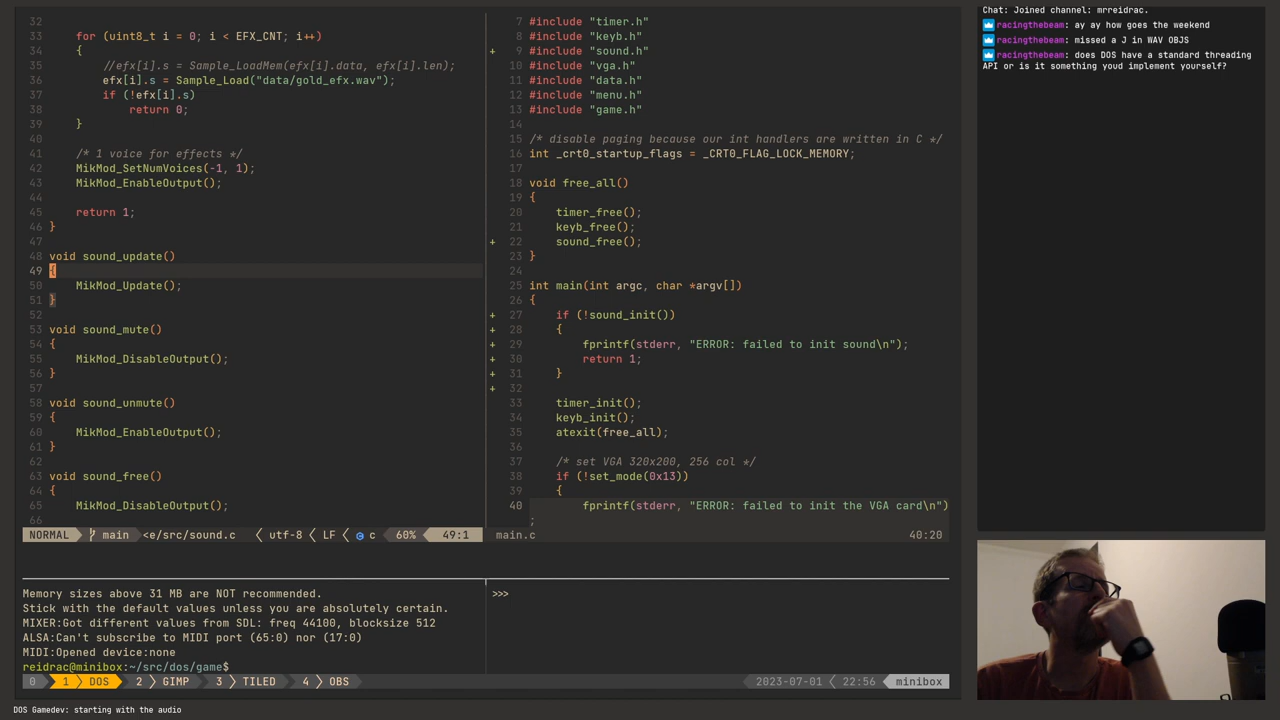 32
33 for (uint8_t i = 0; i < EFX_CNT; i++)
34 {
35 //efx[i].s = Sample_LoadMem(efx[i].data, efx[i].len);
36 efx[i].s = Sample_Load("data/gold_efx.wav");
37 if (!efx[i].s)
38 return 0;
39 }
40
41 /* 1 voice for effects */
42 MikMod_SetNumVoices(-1, 1);
43 MikMod_EnableOutput();
44
45 return 1;
46 }
47
48 void sound_update()
49 {
50 MikMod_Update();
51 }
52
53 void sound_mute()
54 {
55 MikMod_DisableOutput();
56 }
57
58 void sound_unmute()
59 {
60 MikMod_EnableOutput();
61 }
62
63 void sound_free()
64 {
65 MikMod_DisableOutput();
66
NORMAL main <e/src/sound.c utf-8 LF c 60% 49:1
7 #include "timer.h"
8 #include "keyb.h"
+ 9 #include "sound.h"
10 #include "vga.h"
11 #include "data.h"
12 #include "menu.h"
13 #include "game.h"
14
15 /* disable paging because our int handlers are written in C */
16 int _crt0_startup_flags = _CRT0_FLAG_LOCK_MEMORY;
17
18 void free_all()
19 {
20 timer_free();
21 keyb_free();
+ 22 sound_free();
23 }
24
25 int main(int argc, char *argv[])
26 {
+ 27 if (!sound_init())
+ 28 {
+ 29 fprintf(stderr, "ERROR: failed to init sound\n");
+ 30 return 1;
+ 31 }
+ 32
33 timer_init();
34 keyb_init();
35 atexit(free_all);
36
37 /* set VGA 320x200, 256 col */
38 if (!set_mode(0x13))
39 {
40 fprintf(stderr, "ERROR: failed to init the VGA card\n")
;
main.c 40:20
Memory sizes above 31 MB are NOT recommended.
Stick with the default values unless you are absolutely certain.
MIXER:Got different values from SDL: freq 44100, blocksize 512
ALSA:Can't subscribe to MIDI port (65:0) nor (17:0)
MIDI:Opened device:none
reidrac@minibox:~/src/dos/game$
>>>
0 1 DOS 2 GIMP 3 TILED 4 OBS 2023-07-01 22:56 minibox
DOS Gamedev: starting with the audio
Chat: Joined channel: mrreidrac.
racingthebeam: ay ay how goes the weekend
racingthebeam: missed a J in WAV OBJS
racingthebeam: does DOS have a standard threading
API or is it something youd implement yourself?